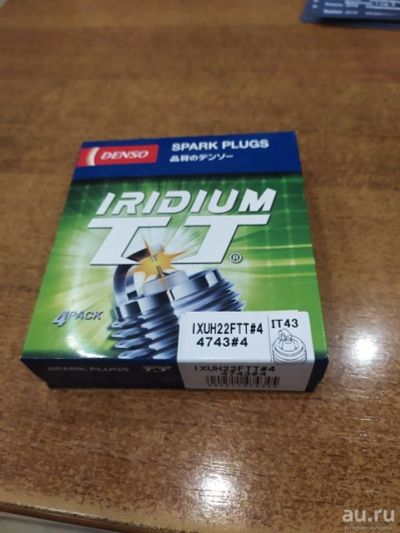 DENSO
SPARK PLUGS
品質のデンソー
IRIDIUM
TT®
4PACK
IXUH22FTT#4
4743#4
IT43
SPARK PLUGS
TT
IXUH22FTT#4
4743#4
au.ru